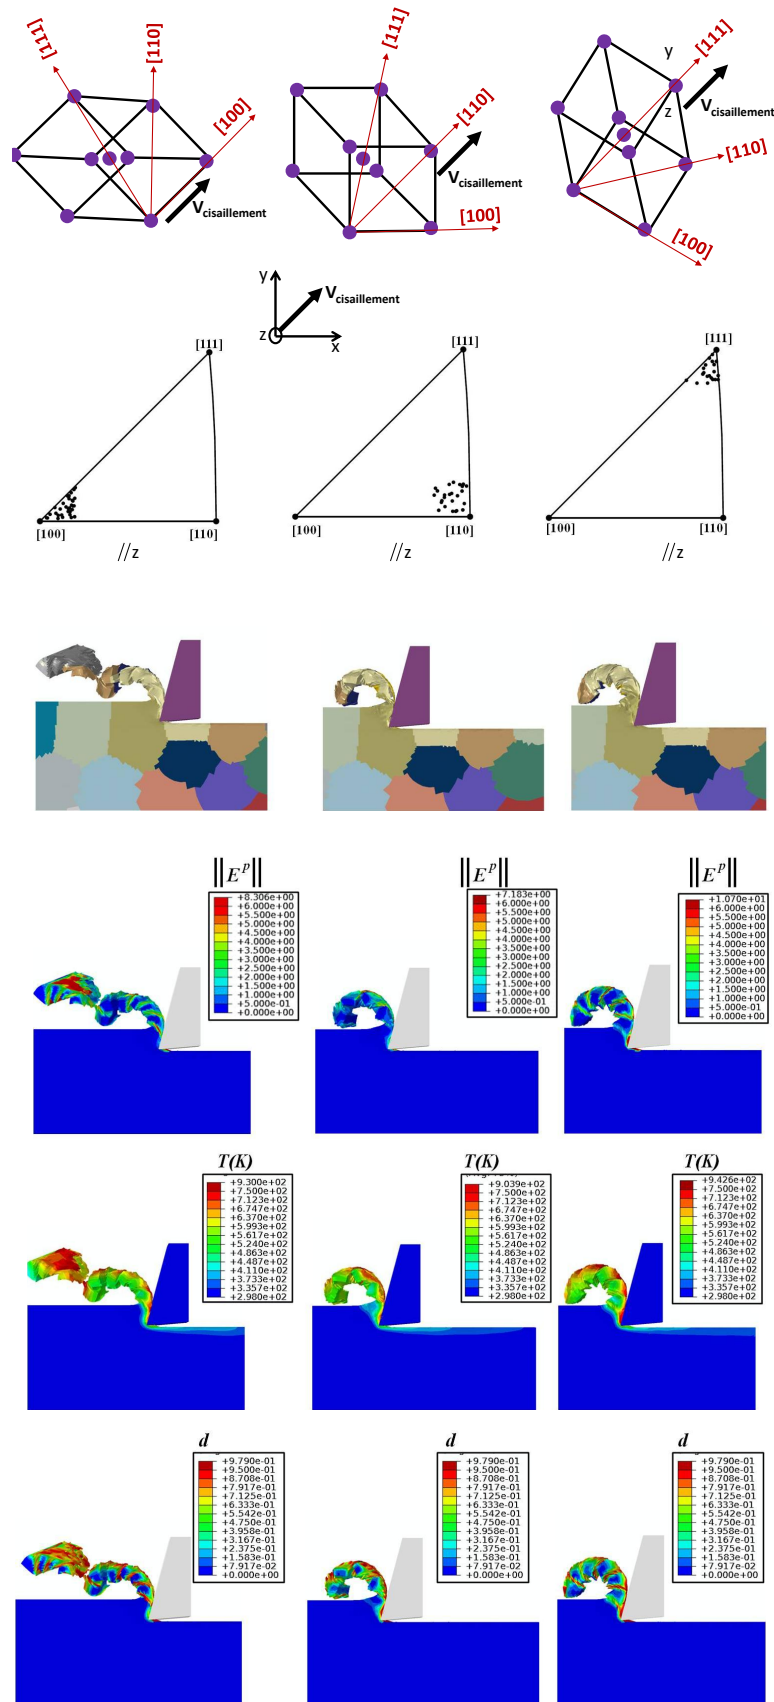 [111]
[110]
[100]
V cisaillement
[111]
[110]
V cisaillement
[100]
[111]
y
z
V cisaillement
[110]
[100]
y
V cisaillement
z
x
[111]
[100]
[110]
//z
[111]
[100]
[110]
//z
[111]
[100]
[110]
//z
||E^p||
+8.306e+00
+6.000e+00
+5.500e+00
+5.000e+00
+4.500e+00
+4.000e+00
+3.500e+00
+3.000e+00
+2.500e+00
+2.000e+00
+1.500e+00
+1.000e+00
+5.000e-01
+0.000e+00
||E^p||
+7.183e+00
+6.000e+00
+5.500e+00
+5.000e+00
+4.500e+00
+4.000e+00
+3.500e+00
+3.000e+00
+2.500e+00
+2.000e+00
+1.500e+00
+1.000e+00
+5.000e-01
+0.000e+00
||E^p||
+1.070e+01
+6.000e+00
+5.500e+00
+5.000e+00
+4.500e+00
+4.000e+00
+3.500e+00
+3.000e+00
+2.500e+00
+2.000e+00
+1.500e+00
+1.000e+00
+5.000e-01
+0.000e+00
T(K)
+9.300e+02
+7.500e+02
+7.123e+02
+6.747e+02
+6.370e+02
+5.993e+02
+5.617e+02
+5.240e+02
+4.863e+02
+4.487e+02
+4.110e+02
+3.733e+02
+3.357e+02
+2.980e+02
T(K)
+9.039e+02
+7.500e+02
+7.123e+02
+6.747e+02
+6.370e+02
+5.993e+02
+5.617e+02
+5.240e+02
+4.863e+02
+4.487e+02
+4.110e+02
+3.733e+02
+3.357e+02
+2.980e+02
T(K)
+9.426e+02
+7.500e+02
+7.123e+02
+6.747e+02
+6.370e+02
+5.993e+02
+5.617e+02
+5.240e+02
+4.863e+02
+4.487e+02
+4.110e+02
+3.733e+02
+3.357e+02
+2.980e+02
d
+9.790e-01
+9.500e-01
+8.708e-01
+7.917e-01
+7.125e-01
+6.333e-01
+5.542e-01
+4.750e-01
+3.958e-01
+3.167e-01
+2.375e-01
+1.583e-01
+7.917e-02
+0.000e+00
d
+9.790e-01
+9.500e-01
+8.708e-01
+7.917e-01
+7.125e-01
+6.333e-01
+5.542e-01
+4.750e-01
+3.958e-01
+3.167e-01
+2.375e-01
+1.583e-01
+7.917e-02
+0.000e+00
d
+9.790e-01
+9.500e-01
+8.708e-01
+7.917e-01
+7.125e-01
+6.333e-01
+5.542e-01
+4.750e-01
+3.958e-01
+3.167e-01
+2.375e-01
+1.583e-01
+7.917e-02
+0.000e+00